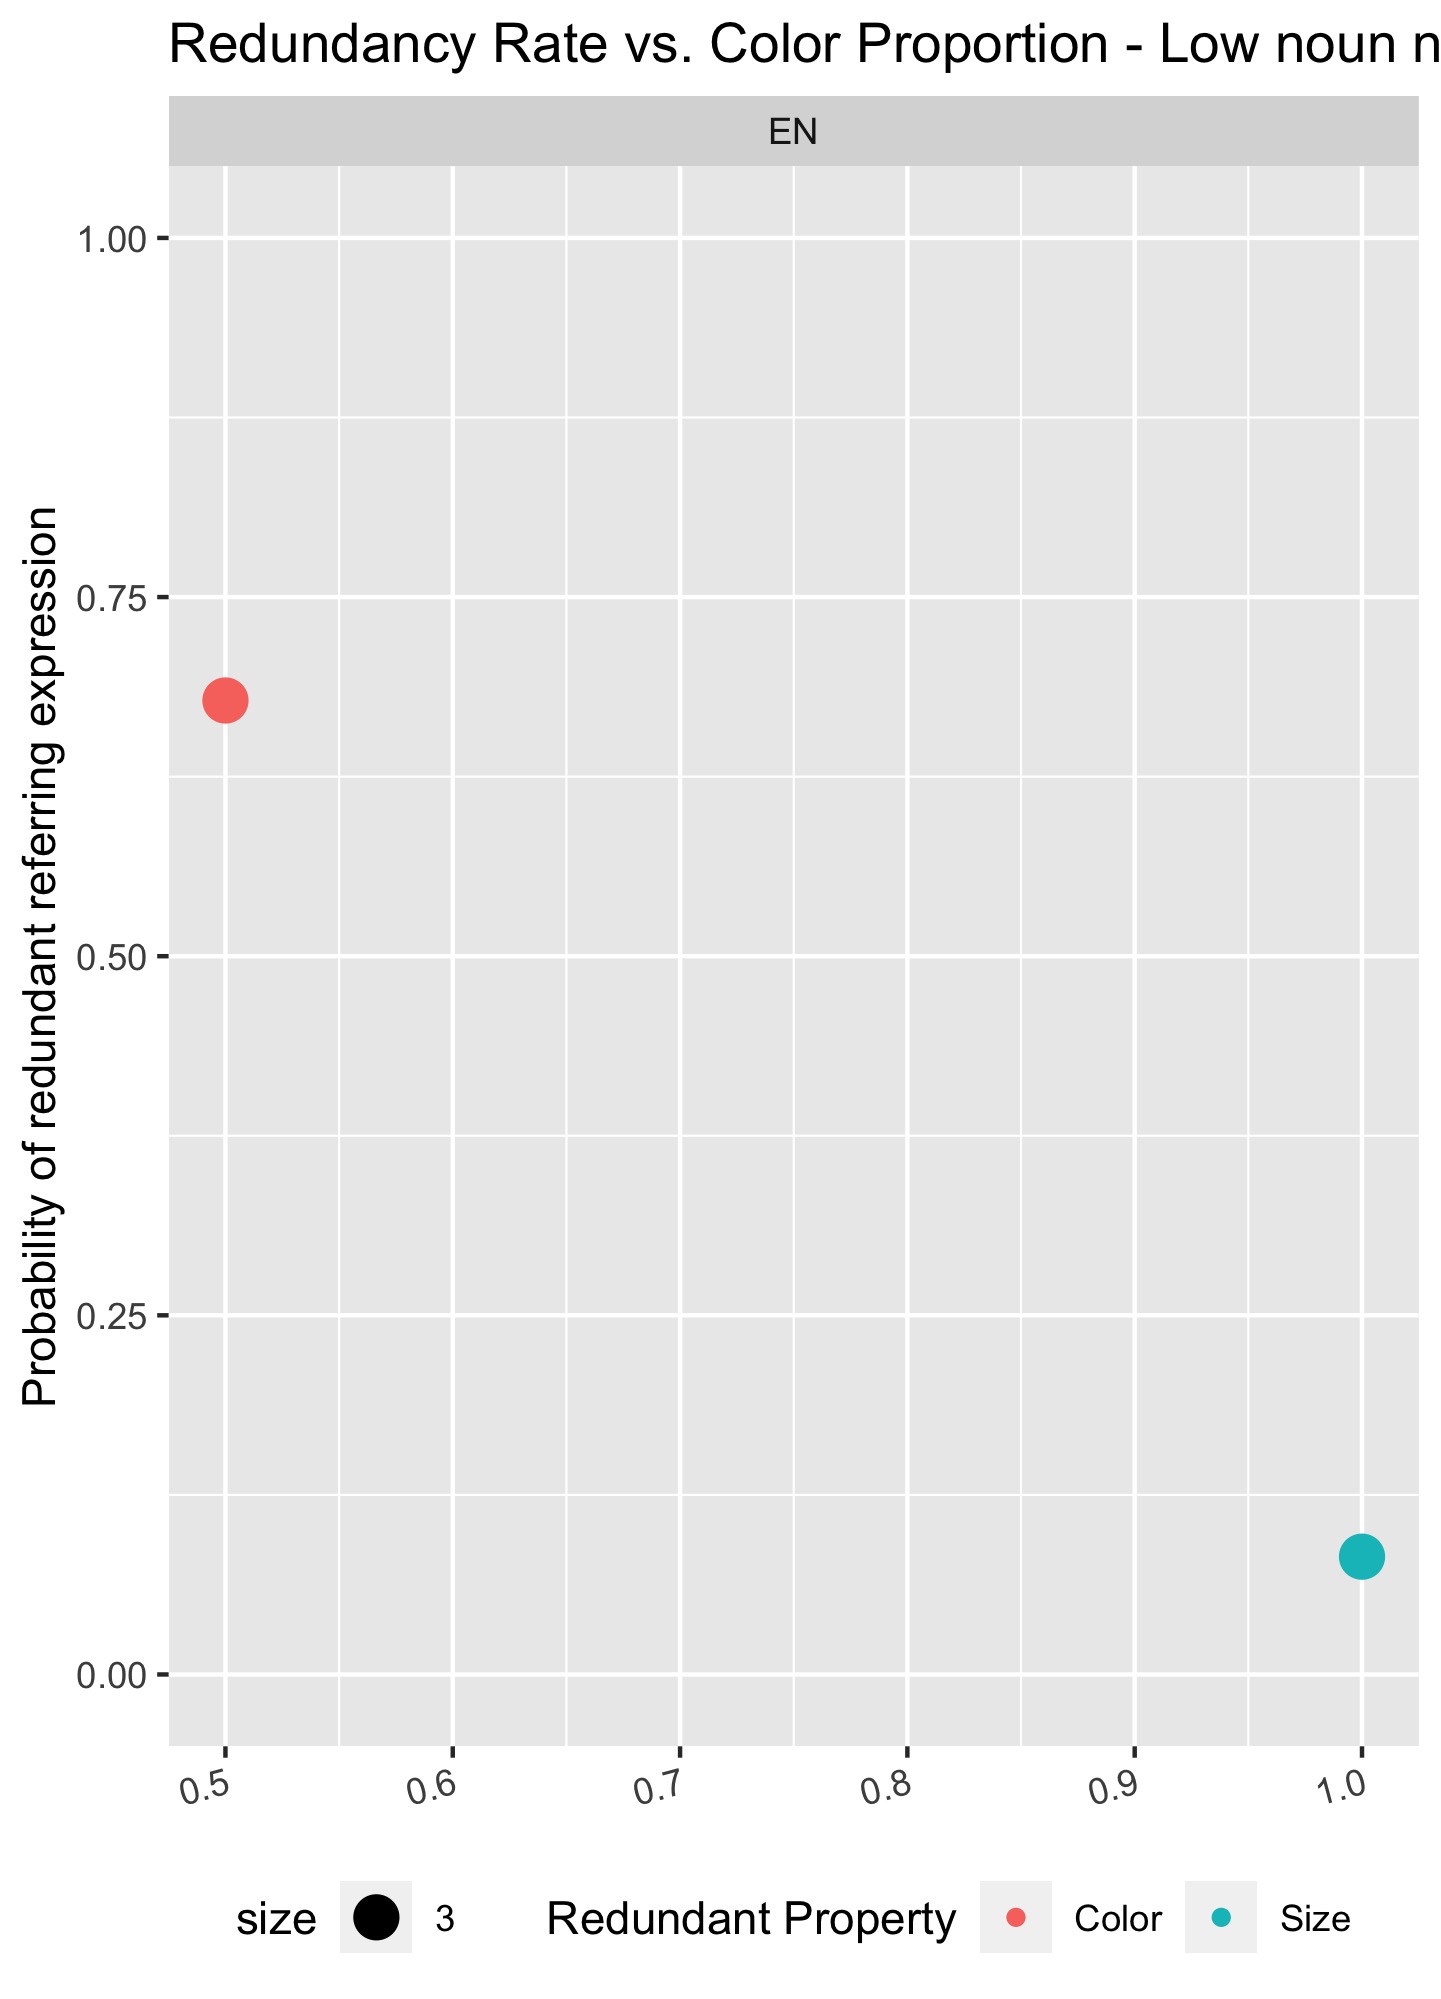 Redundancy Rate vs. Color Proportion - Low noun n
EN
Probability of redundant referring expression
1.00
0.75
0.50
0.25
0.00
0.5 0.6 0.7 0.8 0.9 1.0
size 3 Redundant Property Color Size